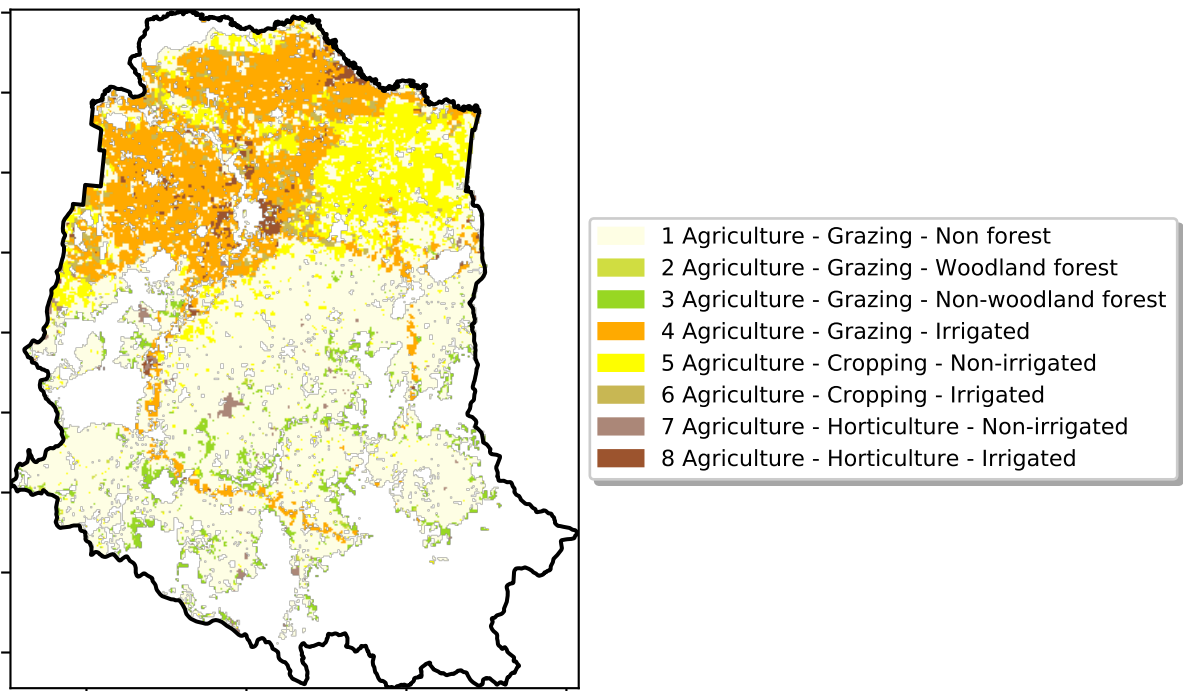 1 Agriculture - Grazing - Non forest
2 Agriculture - Grazing - Woodland forest
3 Agriculture - Grazing - Non-woodland forest
4 Agriculture - Grazing - Irrigated
5 Agriculture - Cropping - Non-irrigated
6 Agriculture - Cropping - Irrigated
7 Agriculture - Horticulture - Non-irrigated
8 Agriculture - Horticulture - Irrigated